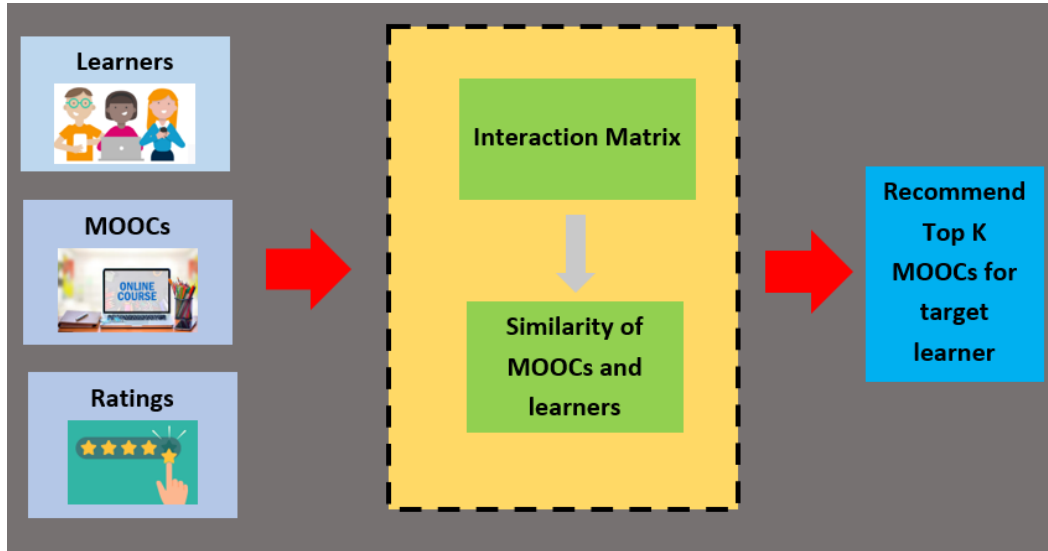 Learners
MOOCs
ONLINE
COURSE
Ratings
Interaction Matrix
Similarity of
MOOCs and
learners
Recommend
Top K
MOOCs for
target
learner